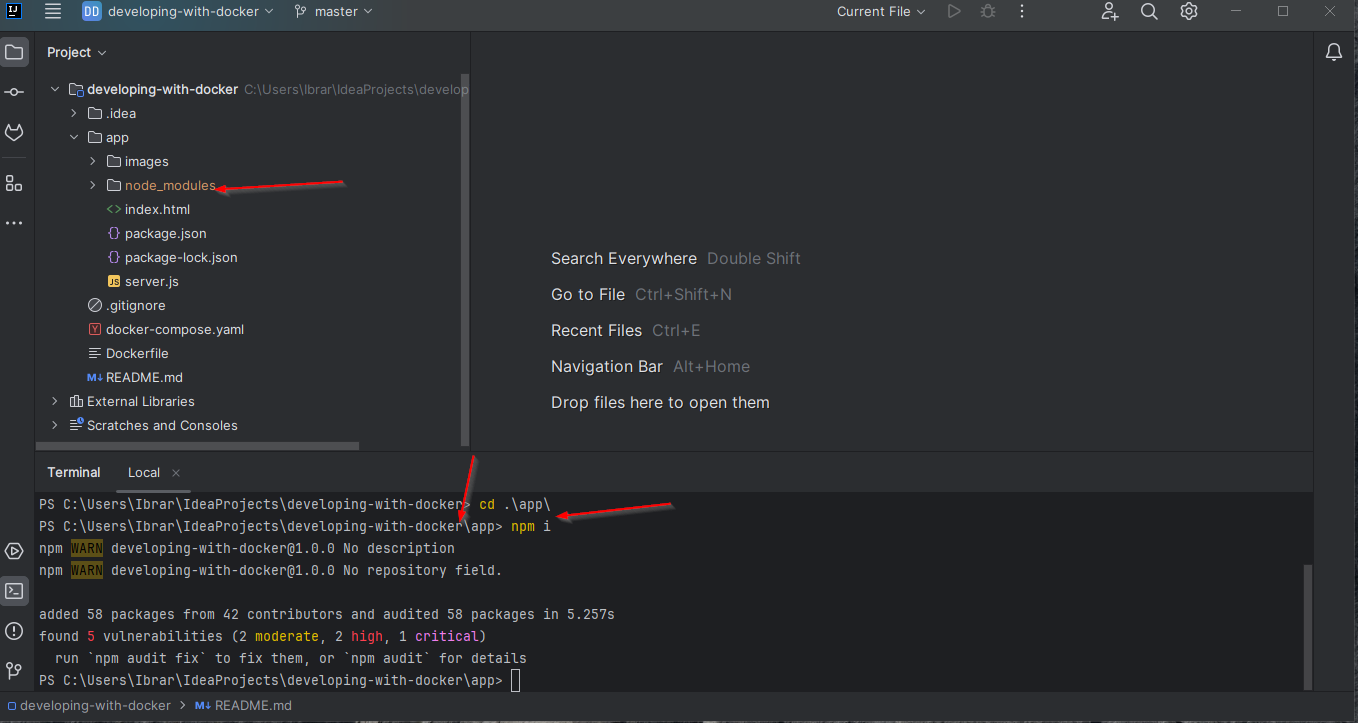 IJ DD developing-with-docker master Current File
Project
developing-with-docker C:\Users\Ibrar\IdeaProjects\develop
.idea
app
images
node_modules
<> index.html
{} package.json
{} package-lock.json
JS server.js
.gitignore
Y docker-compose.yaml
Dockerfile
M↓ README.md
External Libraries
Scratches and Consoles
Search Everywhere Double Shift
Go to File Ctrl+Shift+N
Recent Files Ctrl+E
Navigation Bar Alt+Home
Drop files here to open them
Terminal Local
PS C:\Users\Ibrar\IdeaProjects\developing-with-docker> cd .\app\
PS C:\Users\Ibrar\IdeaProjects\developing-with-docker\app> npm i
npm WARN developing-with-docker@1.0.0 No description
npm WARN developing-with-docker@1.0.0 No repository field.
added 58 packages from 42 contributors and audited 58 packages in 5.257s
found 5 vulnerabilities (2 moderate, 2 high, 1 critical)
run `npm audit fix` to fix them, or `npm audit` for details
PS C:\Users\Ibrar\IdeaProjects\developing-with-docker\app>
developing-with-docker > M↓ README.md